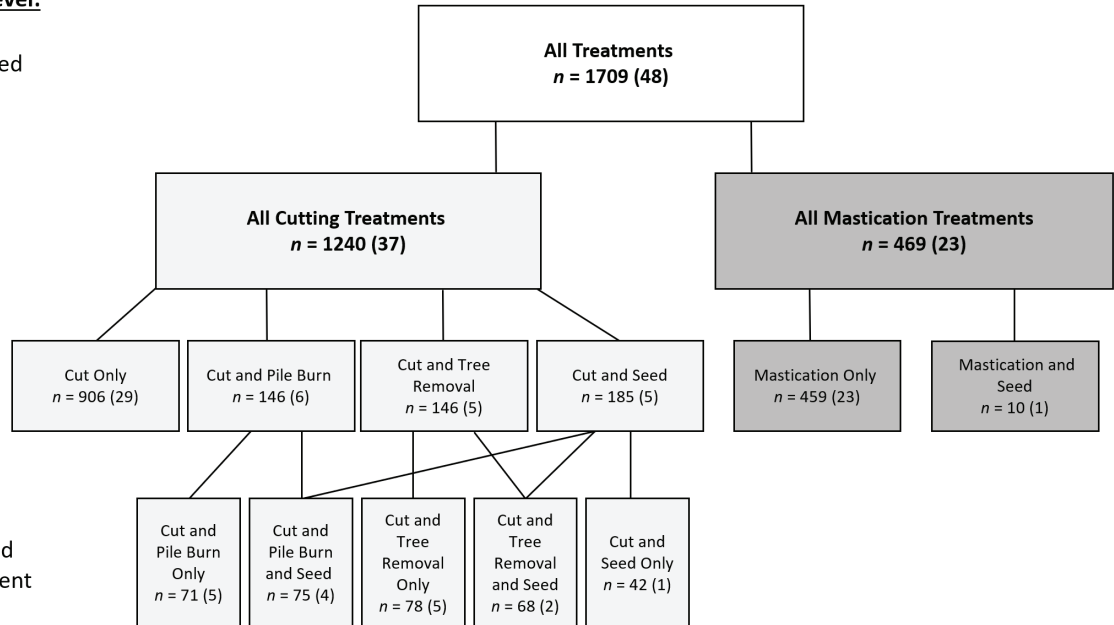 ever:
ed
All Treatments
n = 1709 (48)
All Cutting Treatments
n = 1240 (37)
All Mastication Treatments
n = 469 (23)
Cut Only
n = 906 (29)
Cut and Pile Burn
n = 146 (6)
Cut and Tree
Removal
n = 146 (5)
Cut and Seed
n = 185 (5)
Mastication Only
n = 459 (23)
Mastication and
Seed
n = 10 (1)
d
ent
Cut and
Pile Burn
Only
n = 71 (5)
Cut and
Pile Burn
and Seed
n = 75 (4)
Cut and
Tree
Removal
Only
n = 78 (5)
Cut and
Tree
Removal
and Seed
n = 68 (2)
Cut and
Seed Only
n = 42 (1)